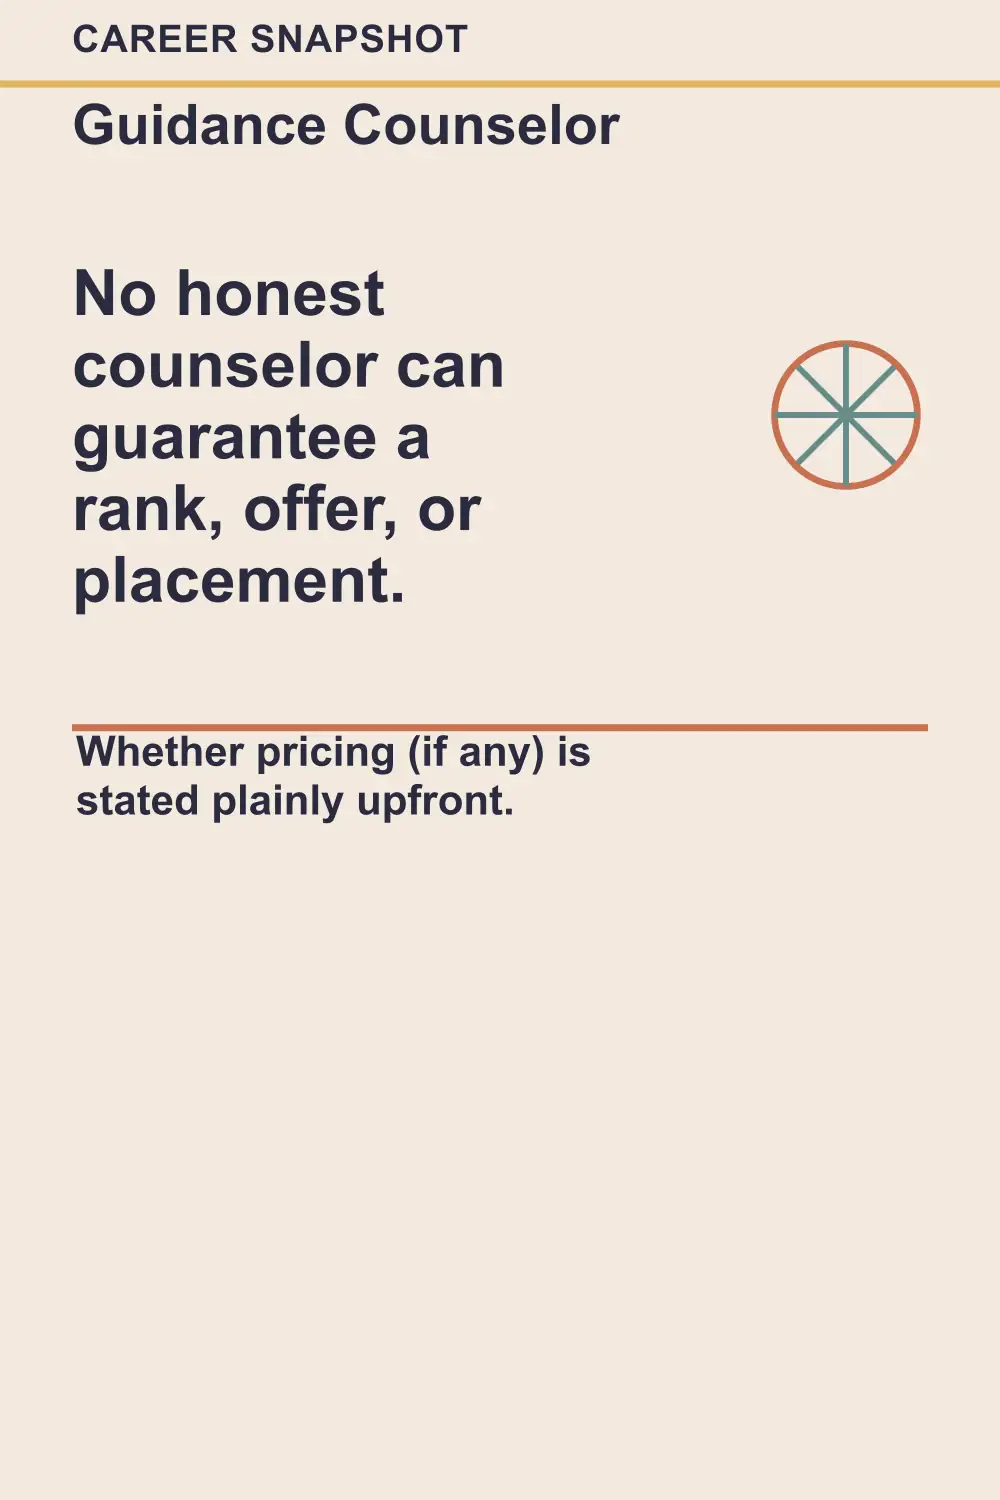 CAREER SNAPSHOT
Guidance Counselor
No honest
counselor can
guarantee a
rank, offer, or
placement.
Whether pricing (if any) is
stated plainly upfront.